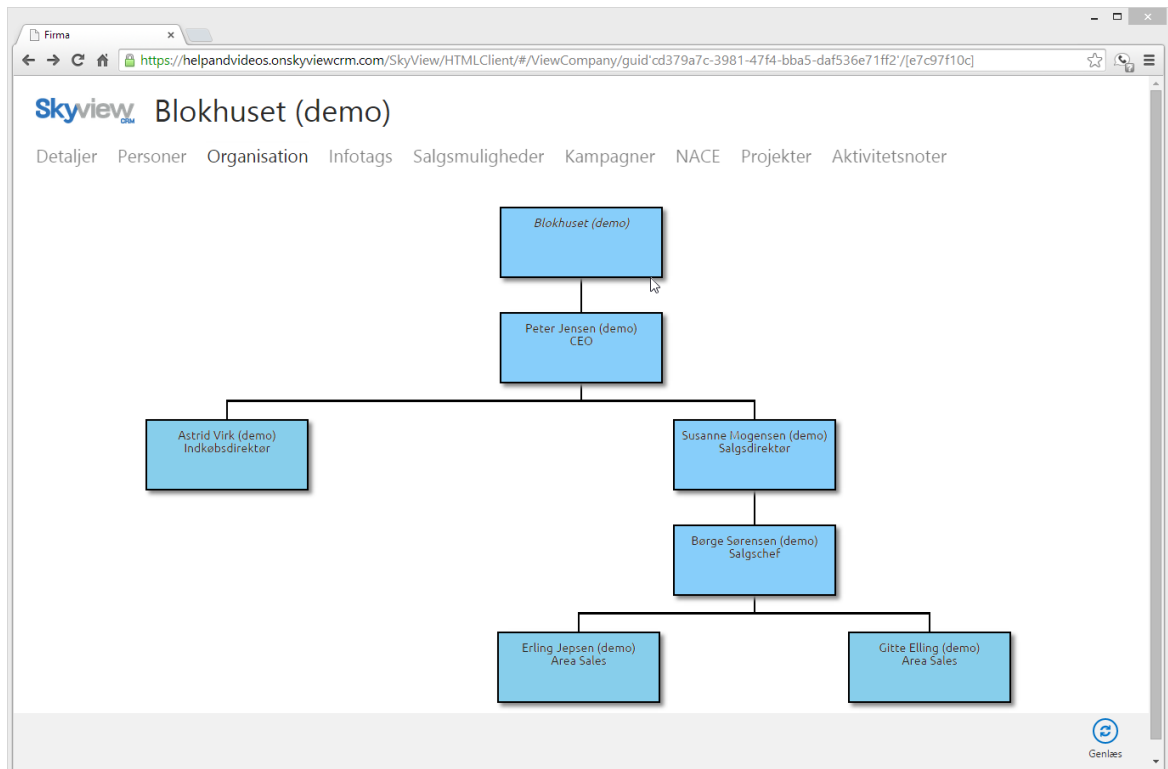 Firma
https://helpandvideos.onskyviewcrm.com/SkyView/HTMLClient/#/ViewCompany/guid'cd379a7c-3981-47f4-bba5-daf536e71ff2'/[e7c97f10c]
Skyview CRM Blokhuset (demo)
Detaljer Personer Organisation Infotags Salgsmuligheder Kampagner NACE Projekter Aktivitetsnoter
Blokhuset (demo)
Peter Jensen (demo)
CEO
Astrid Virk (demo)
Indkøbsdirektør
Susanne Mogensen (demo)
Salgsdirektør
Børge Sørensen (demo)
Salgschef
Erling Jepsen (demo)
Area Sales
Gitte Elling (demo)
Area Sales
Genlæs